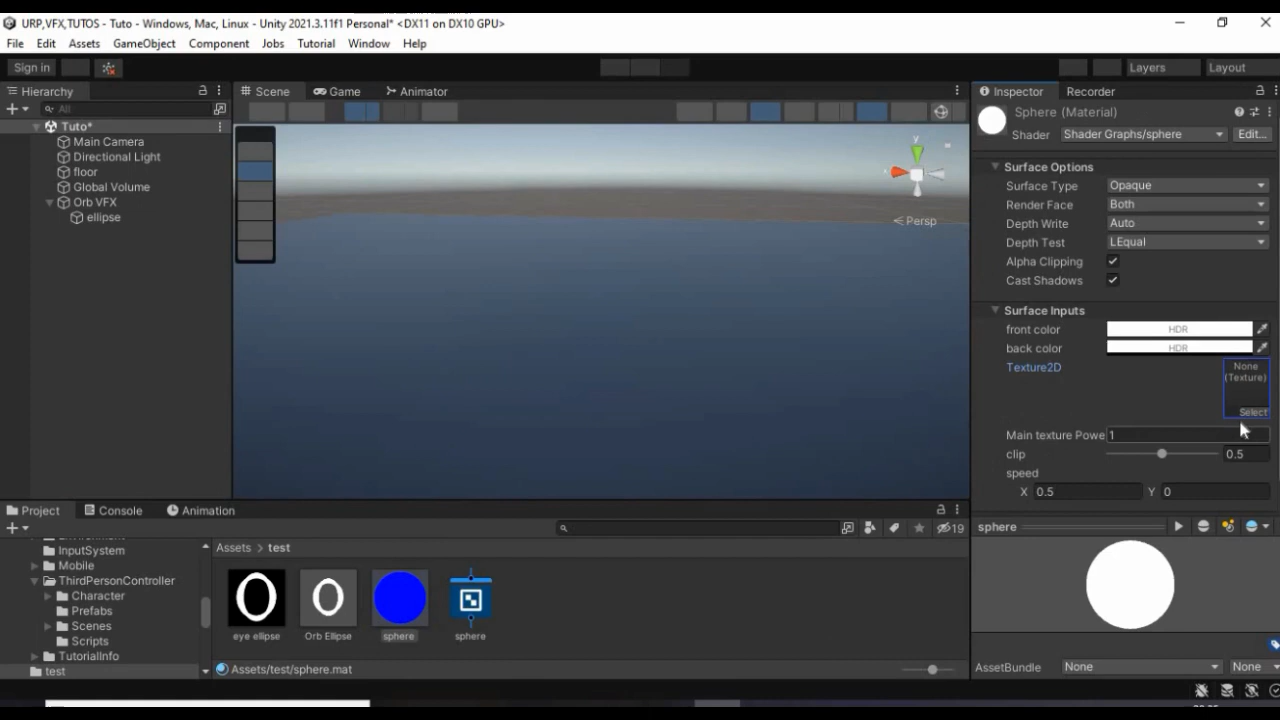 URP,VFX,TUTOS - Tuto - Windows, Mac, Linux - Unity 2021.3.11f1 Personal* <DX11 on DX10 GPU>
File Edit Assets GameObject Component Jobs Tutorial Window Help
Sign in Layers Layout
Hierarchy Scene Game Animator Inspector Recorder
All
Tuto*
Main Camera
Directional Light
floor
Global Volume
Orb VFX
ellipse
y
Persp
Sphere (Material)
Shader Shader Graphs/sphere Edit...
Surface Options
Surface Type Opaque
Render Face Both
Depth Write Auto
Depth Test LEqual
Alpha Clipping
Cast Shadows
Surface Inputs
front color HDR
back color HDR
Texture2D None
(Texture)
Select
Main texture Powe 1
clip 0.5
speed
X 0.5 Y 0
Project Console Animation
19
InputSystem
Mobile
ThirdPersonController
Character
Prefabs
Scenes
Scripts
TutorialInfo
test
Assets > test
eye ellipse Orb Ellipse sphere sphere
Assets/test/sphere.mat
sphere
AssetBundle None None